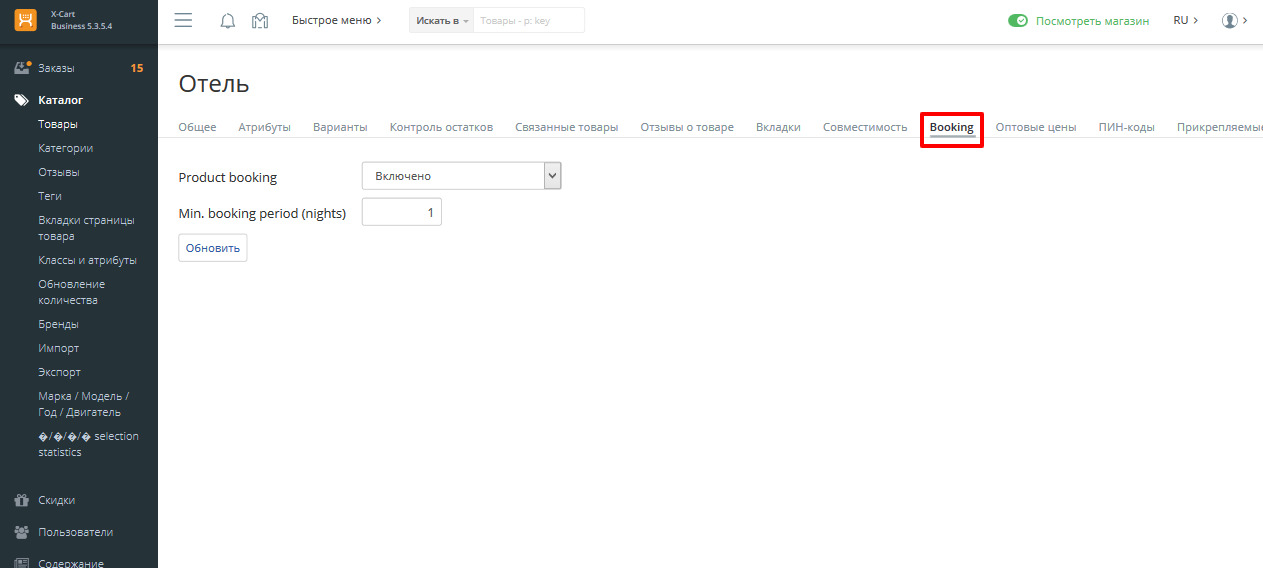 X-Cart
Business 5.3.5.4
Быстрое меню
Искать в
Товары - p: key
Посмотреть магазин
RU
Заказы 15
Каталог
Товары
Категории
Отзывы
Теги
Вкладки страницы
товара
Классы и атрибуты
Обновление
количества
Бренды
Импорт
Экспорт
Марка / Модель /
Год / Двигатель
�/�/�/� selection
statistics
Скидки
Пользователи
Содержание
Отель
Общее Атрибуты Варианты Контроль остатков Связанные товары Отзывы о товаре Вкладки Совместимость Booking Оптовые цены ПИН-коды Прикрепляемые
Product booking Включено
Min. booking period (nights) 1
Обновить